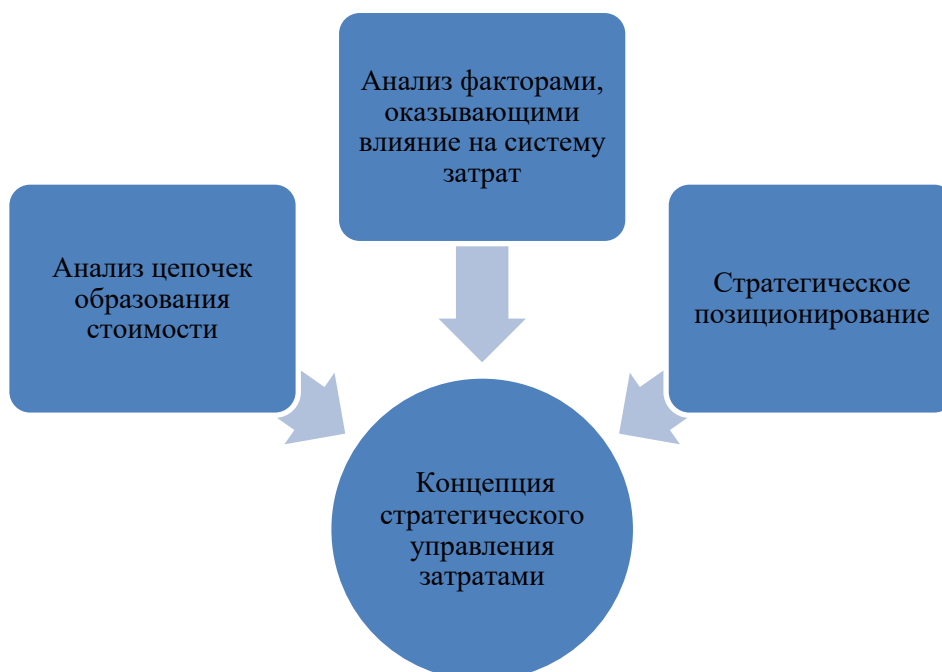 Анализ факторами,
оказывающими
влияние на систему
затрат
Анализ цепочек
образования
стоимости
Стратегическое
позиционирование
Концепция
стратегического
управления
затратами